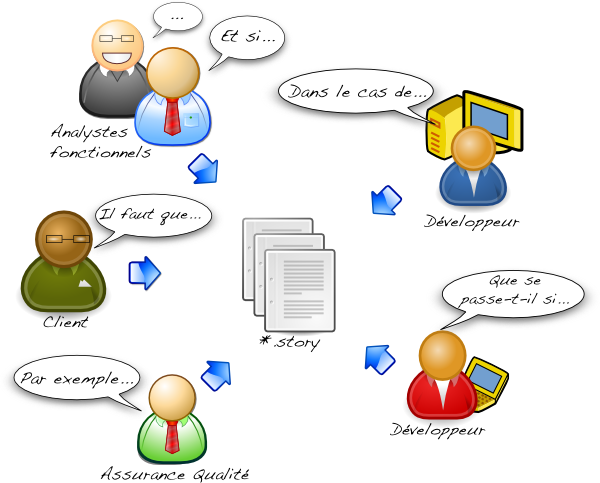 ...
Et si...
Analystes
fonctionnels
Dans le cas de...
Développeur
Il faut que...
Client
*.story
Que se
passe-t-il si...
Développeur
Par exemple...
Assurance Qualité